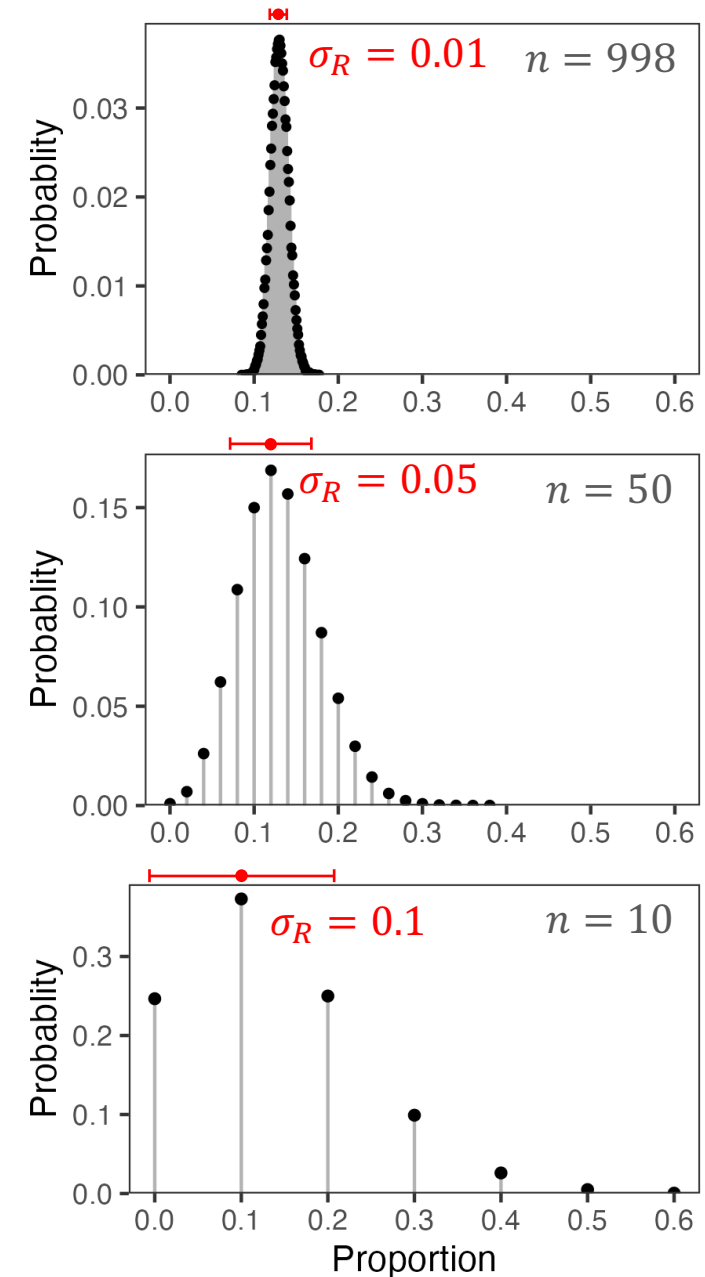 σR = 0.01
n = 998
Probablity
0.03
0.02
0.01
0.00
0.0 0.1 0.2 0.3 0.4 0.5 0.6
σR = 0.05
n = 50
Probablity
0.15
0.10
0.05
0.00
0.0 0.1 0.2 0.3 0.4 0.5 0.6
σR = 0.1
n = 10
Probablity
0.3
0.2
0.1
0.0
0.0 0.1 0.2 0.3 0.4 0.5 0.6
Proportion